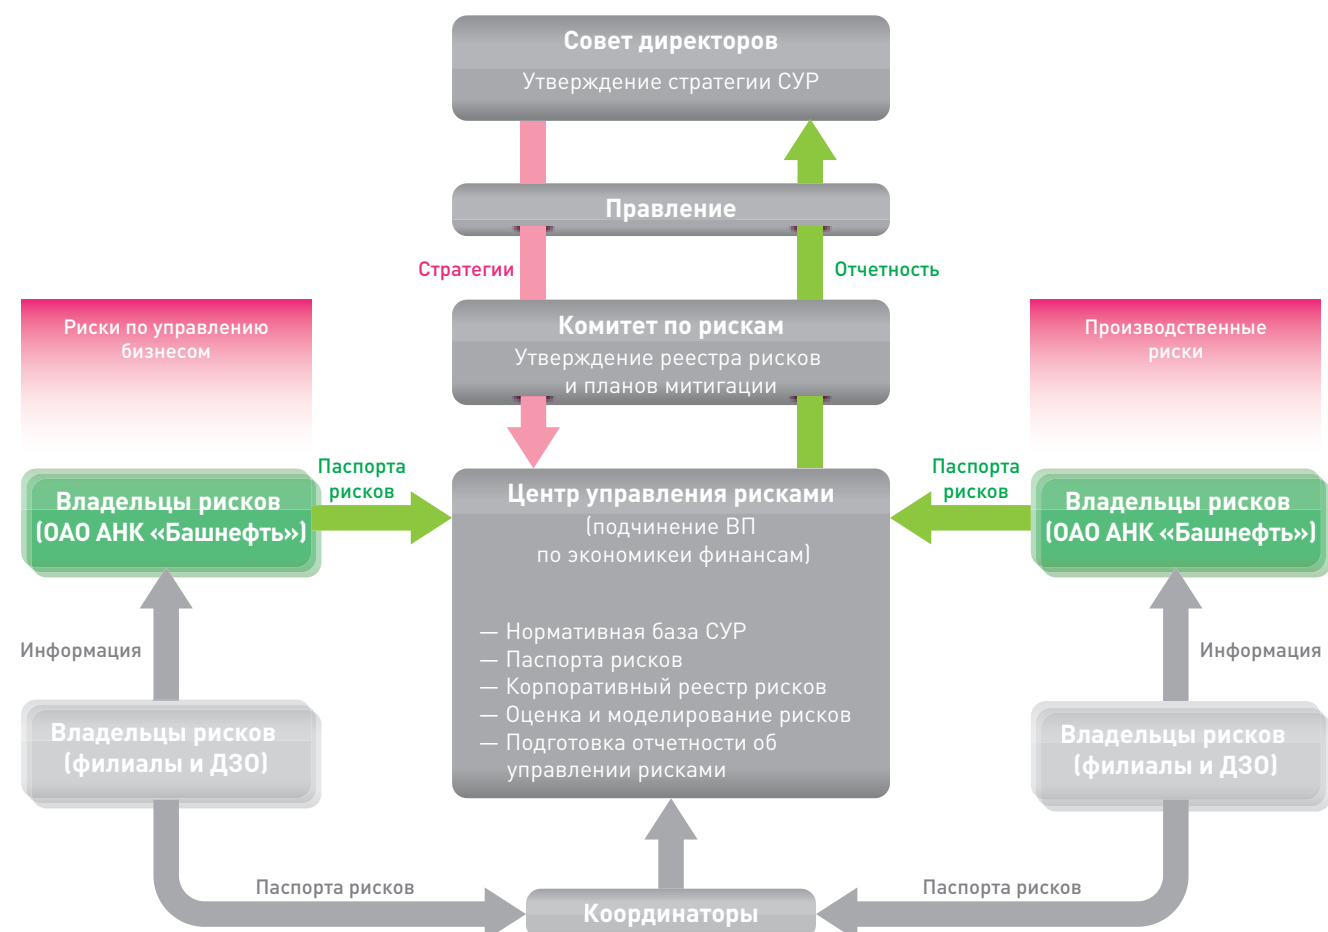 Совет директоров
Утверждение стратегии СУР
Правление
Стратегии
Отчетность
Риски по управлению
бизнесом
Комитет по рискам
Утверждение реестра рисков
и планов митигации
Производственные
риски
Паспорта
рисков
Паспорта
рисков
Владельцы рисков
(ОАО АНК «Башнефть»)
Центр управления рисками
(подчинение ВП
по экономикеи финансам)
— Нормативная база СУР
— Паспорта рисков
— Корпоративный реестр рисков
— Оценка и моделирование рисков
— Подготовка отчетности об
управлении рисками
Владельцы рисков
(ОАО АНК «Башнефть»)
Информация
Информация
Владельцы рисков
(филиалы и ДЗО)
Владельцы рисков
(филиалы и ДЗО)
Паспорта рисков
Паспорта рисков
Координаторы